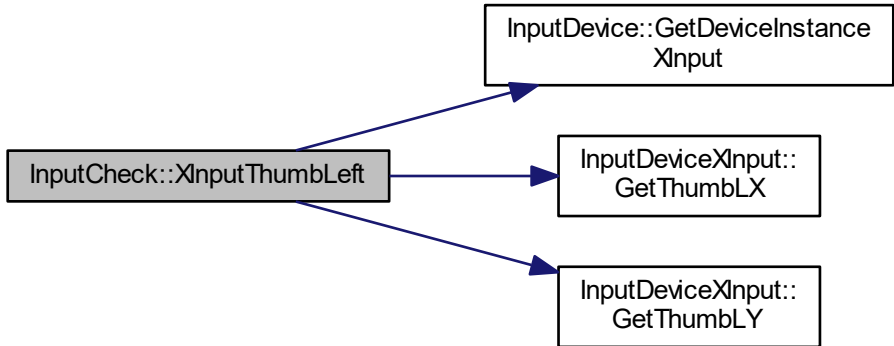 InputCheck::XInputThumbLeft
InputDevice::GetDeviceInstance
XInput
InputDeviceXInput::
GetThumbLX
InputDeviceXInput::
GetThumbLY